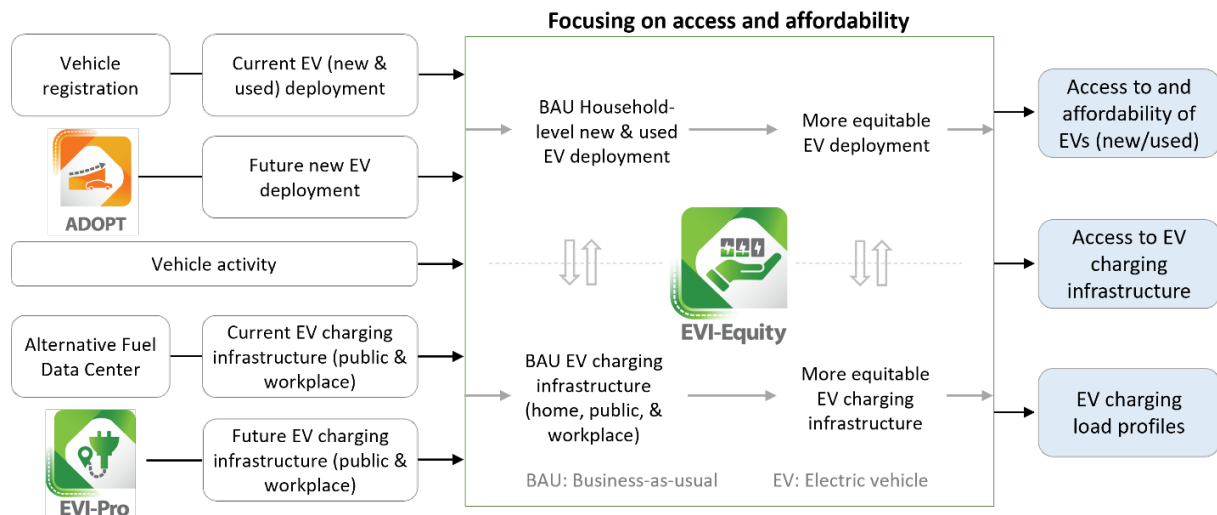 Focusing on access and affordability
Vehicle
registration
Current EV (new &
used) deployment
ADOPT
Future new EV
deployment
Vehicle activity
Alternative Fuel
Data Center
Current EV charging
infrastructure (public &
workplace)
EVI-Pro
Future EV charging
infrastructure (public &
workplace)
BAU Household-
level new & used
EV deployment
More equitable
EV deployment
EVI-Equity
BAU EV charging
infrastructure
(home, public, &
workplace)
More equitable
EV charging
infrastructure
BAU: Business-as-usual
EV: Electric vehicle
Access to and
affordability of
EVs (new/used)
Access to EV
charging
infrastructure
EV charging
load profiles